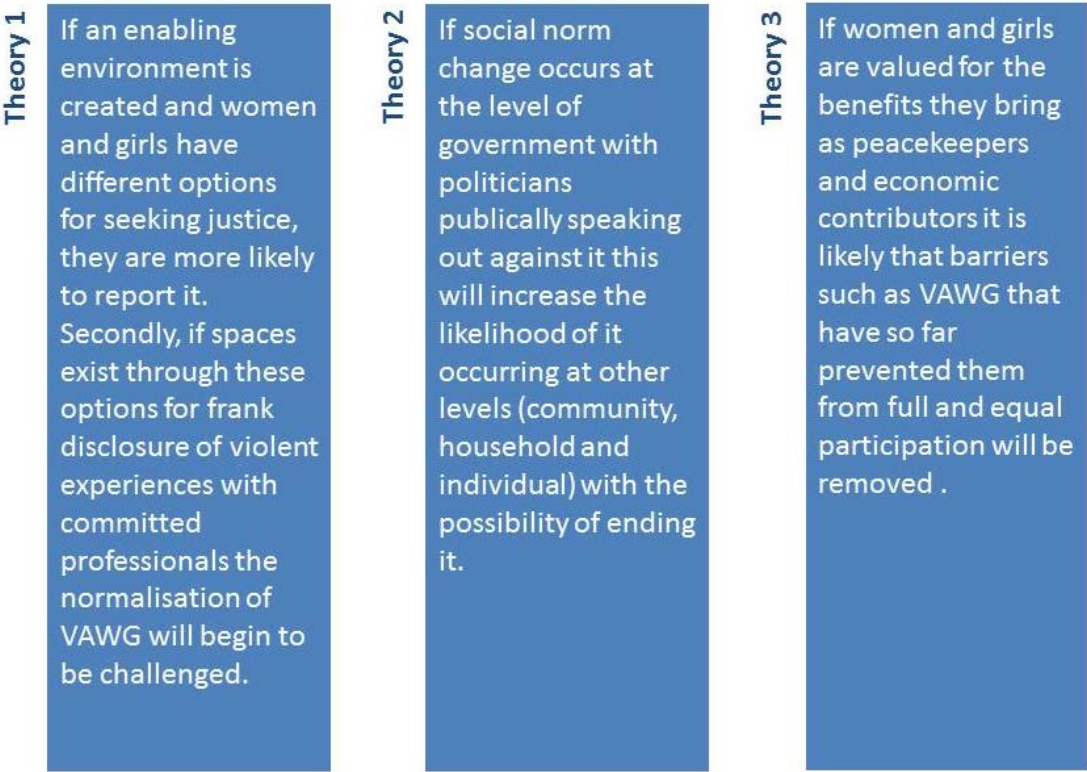 Theory 1
If an enabling
environment is
created and women
and girls have
different options
for seeking justice,
they are more likely
to report it.
Secondly, if spaces
exist through these
options for frank
disclosure of violent
experiences with
committed
professionals the
normalisation of
VAWG will begin to
be challenged.
Theory 2
If social norm
change occurs at
the level of
government with
politicians
publically speaking
out against it this
will increase the
likelihood of it
occurring at other
levels (community,
household and
individual) with the
possibility of ending
it.
Theory 3
If women and girls
are valued for the
benefits they bring
as peacekeepers
and economic
contributors it is
likely that barriers
such as VAWG that
have so far
prevented them
from full and equal
participation will be
removed .